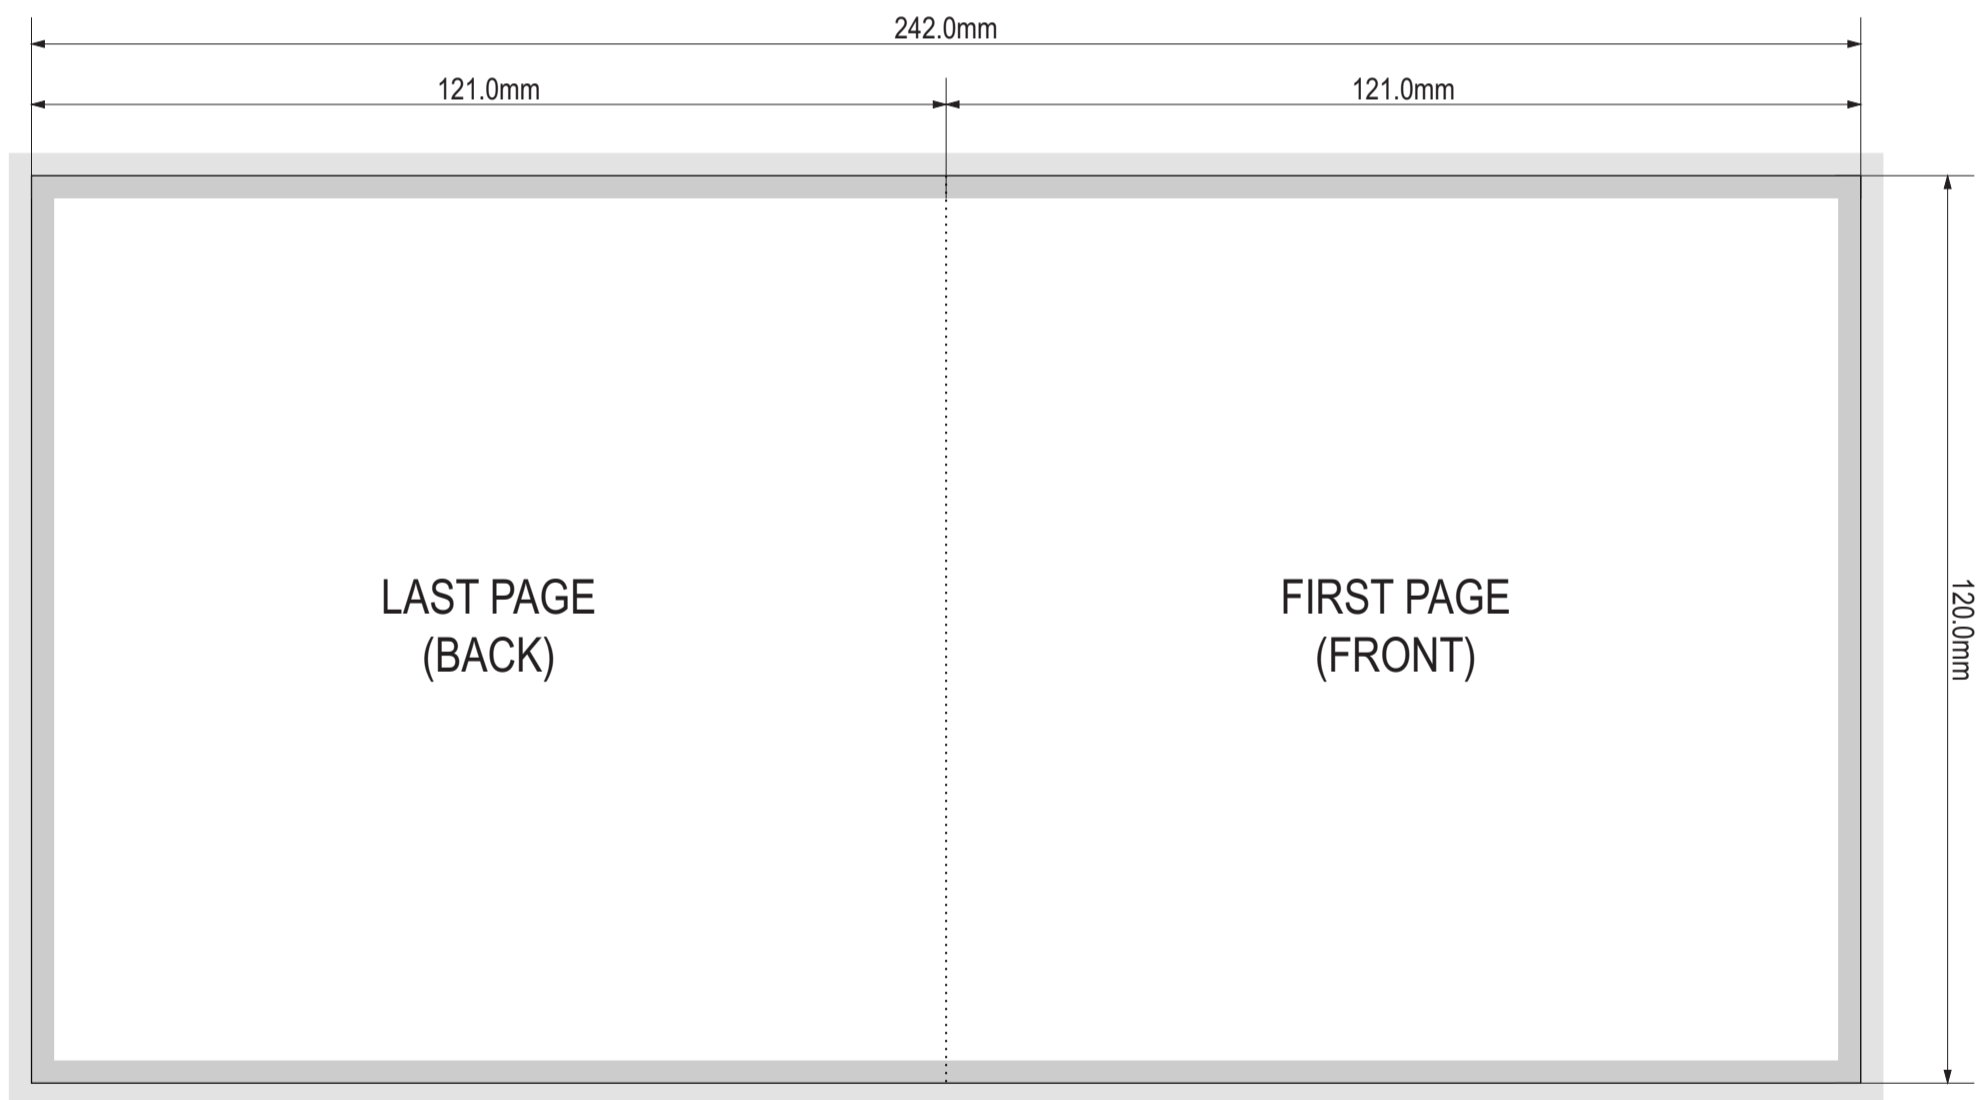 242.0mm
121.0mm
121.0mm
LAST PAGE
(BACK)
FIRST PAGE
(FRONT)
120.0mm